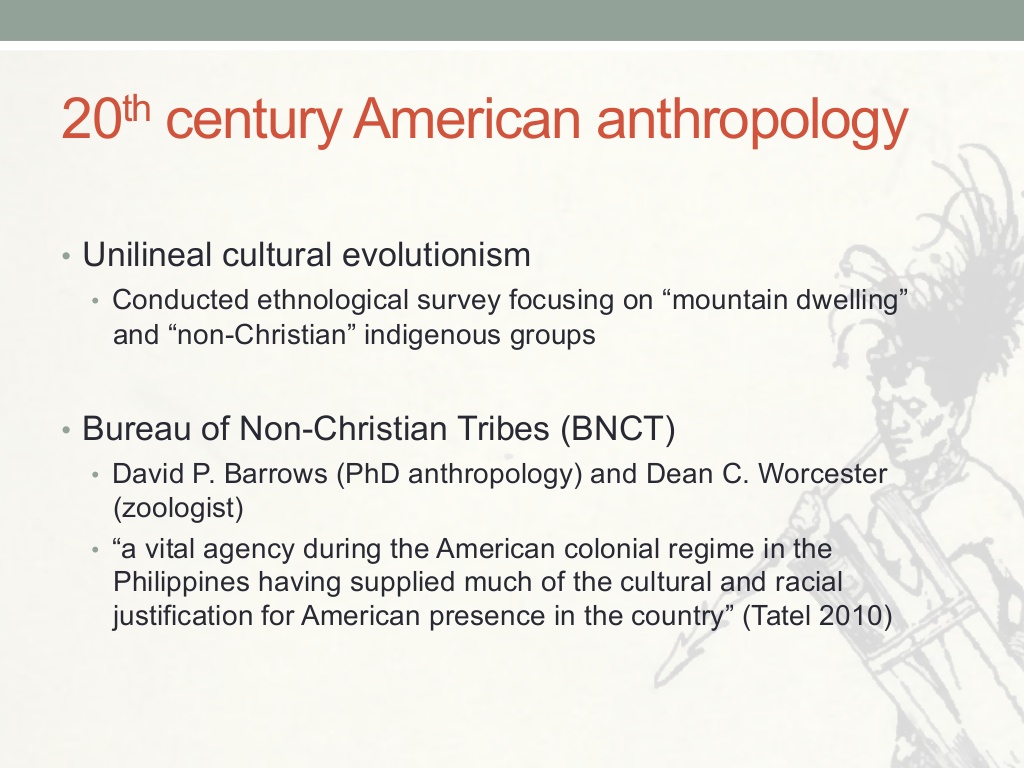 20th century American anthropology
• Unilineal cultural evolutionism
• Conducted ethnological survey focusing on “mountain dwelling”
and “non-Christian” indigenous groups
• Bureau of Non-Christian Tribes (BNCT)
• David P. Barrows (PhD anthropology) and Dean C. Worcester
(zoologist)
• “a vital agency during the American colonial regime in the
Philippines having supplied much of the cultural and racial
justification for American presence in the country” (Tatel 2010)